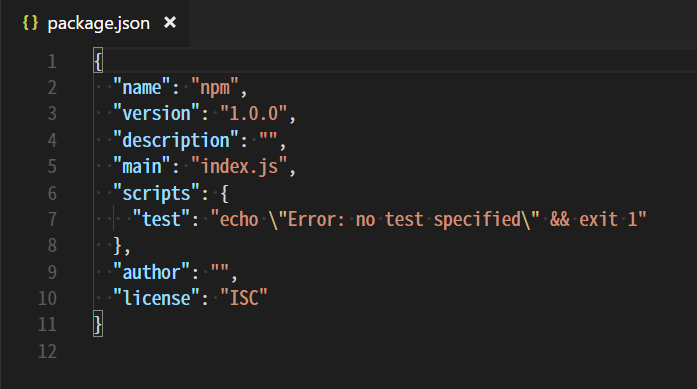 {} package.json ×
1 {
2 "name": "npm",
3 "version": "1.0.0",
4 "description": "",
5 "main": "index.js",
6 "scripts": {
7 "test": "echo \"Error: no test specified\" && exit 1"
8 },
9 "author": "",
10 "license": "ISC"
11 }
12